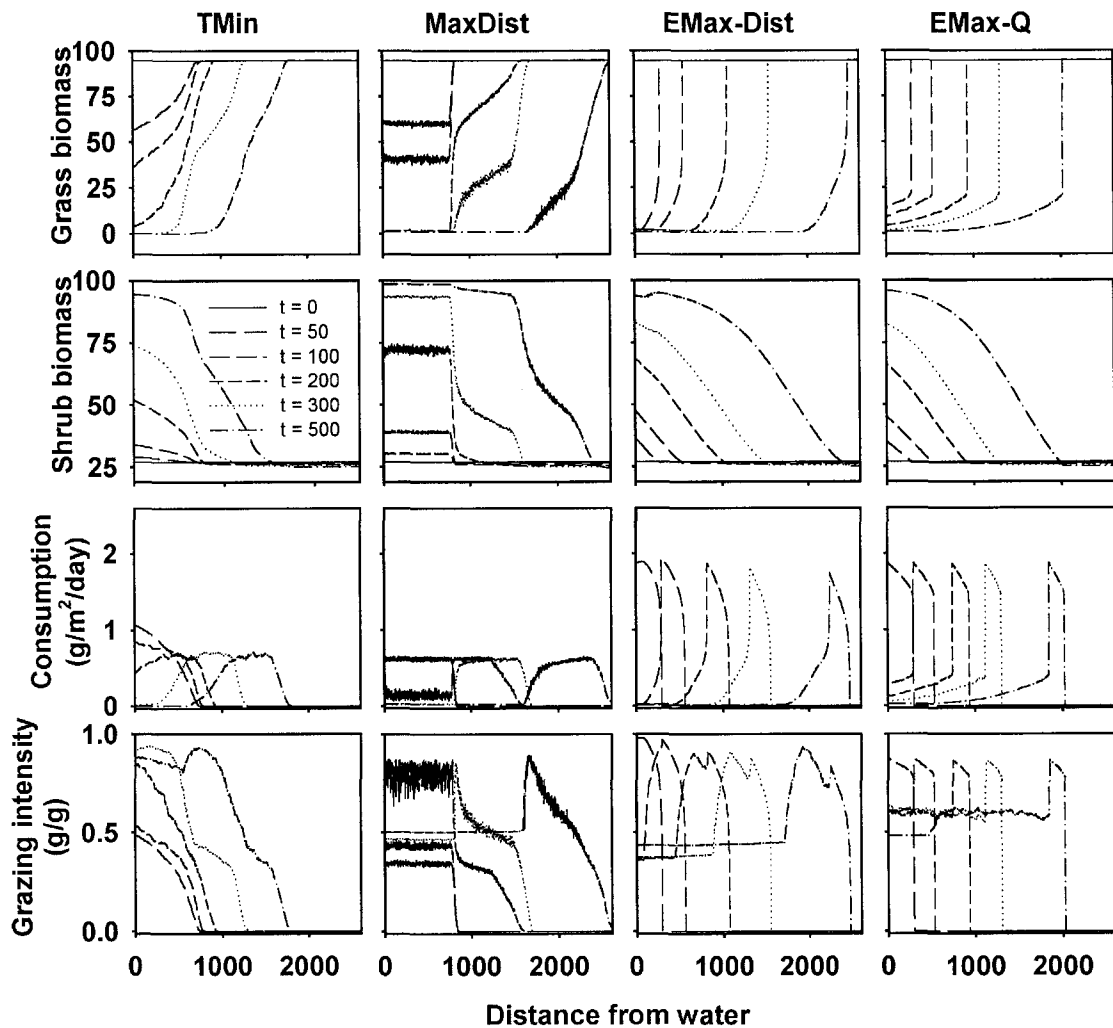 TMin MaxDist EMax-Dist EMax-Q
Grass biomass
100
75
50
25
0
Shrub biomass
100
75
50
25
t = 0
t = 50
t = 100
t = 200
t = 300
t = 500
Consumption
(g/m²/day)
2
1
0
Grazing intensity
(g/g)
1.0
0.5
0.0
0 1000 2000 0 1000 2000 0 1000 2000 0 1000 2000
Distance from water